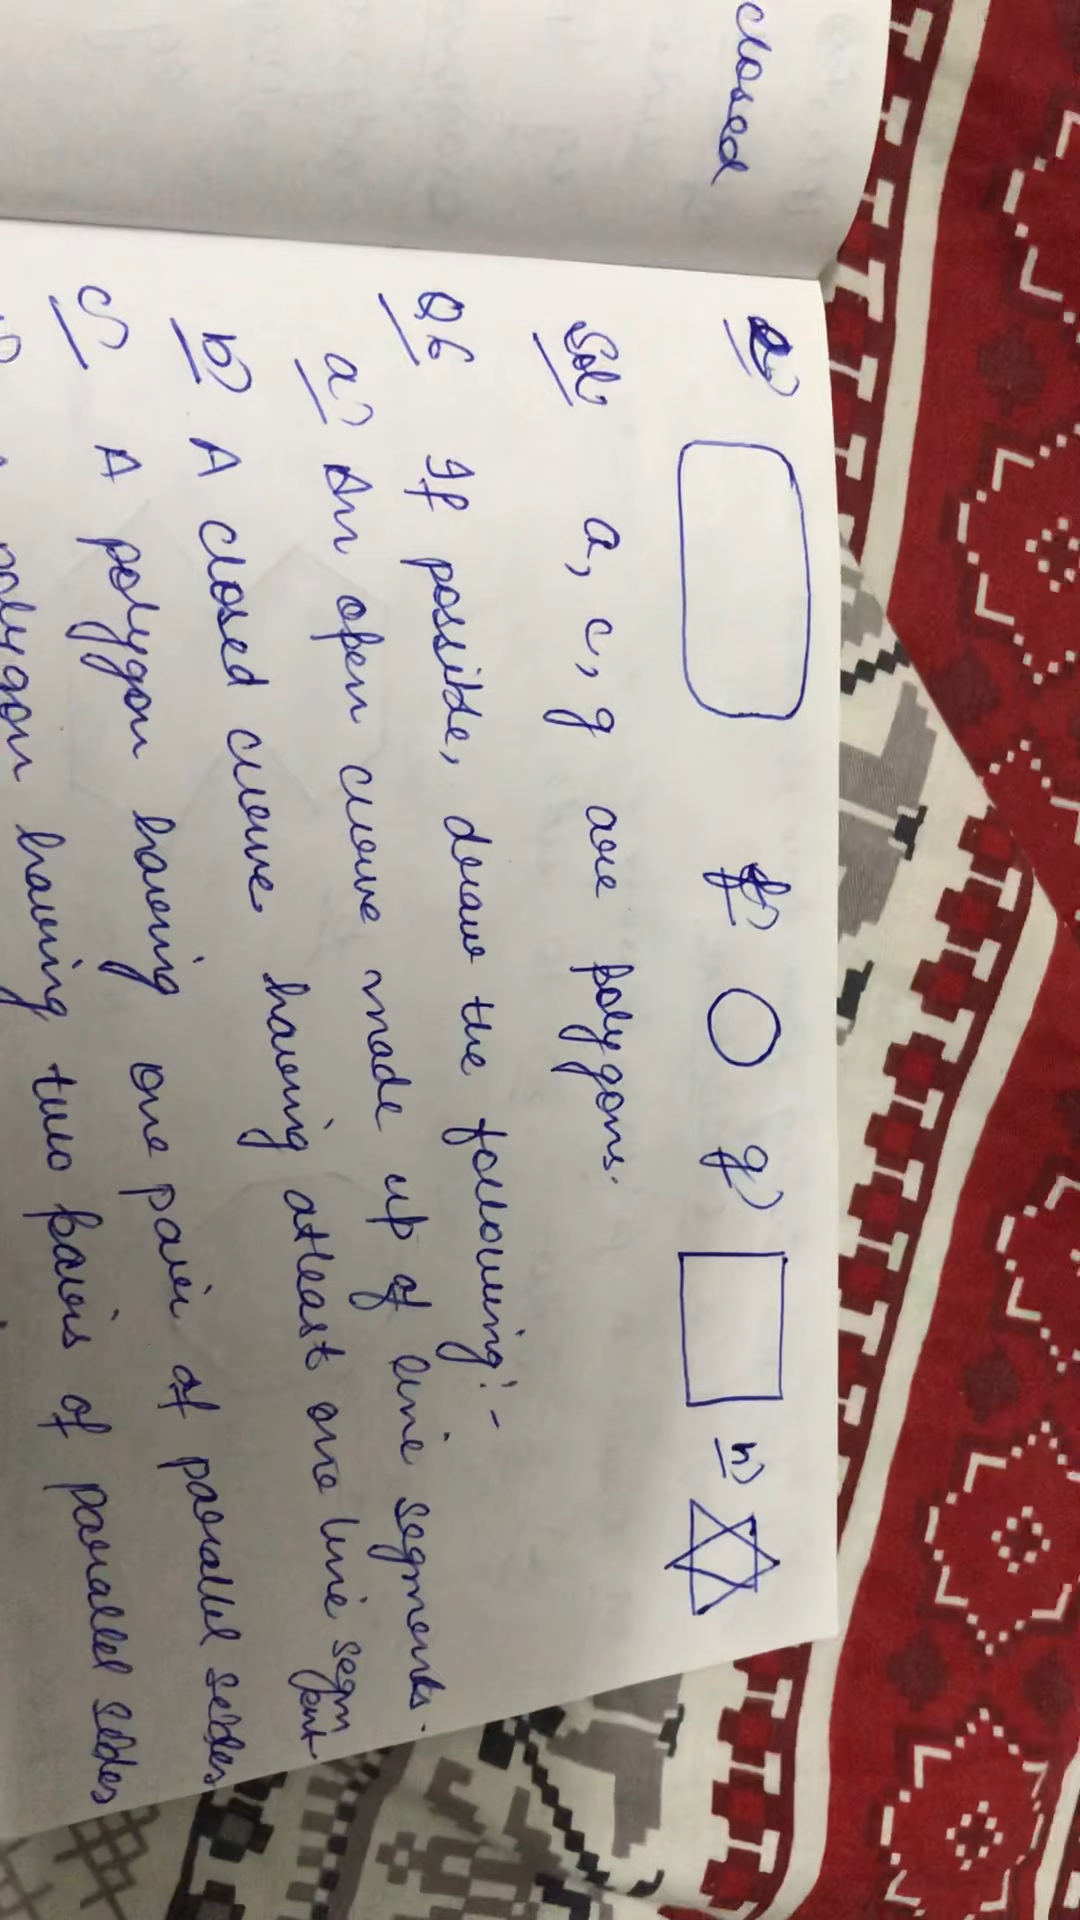 closed
e)
f)
g)
h)
Sol. a, c, g are polygons.
Q6 If possible, draw the following:-
a) An open curve made up of line segments.
b) A closed curve having atleast one line segment
c) A polygon having one pair of parallel sides
polygon having two pairs of parallel sides